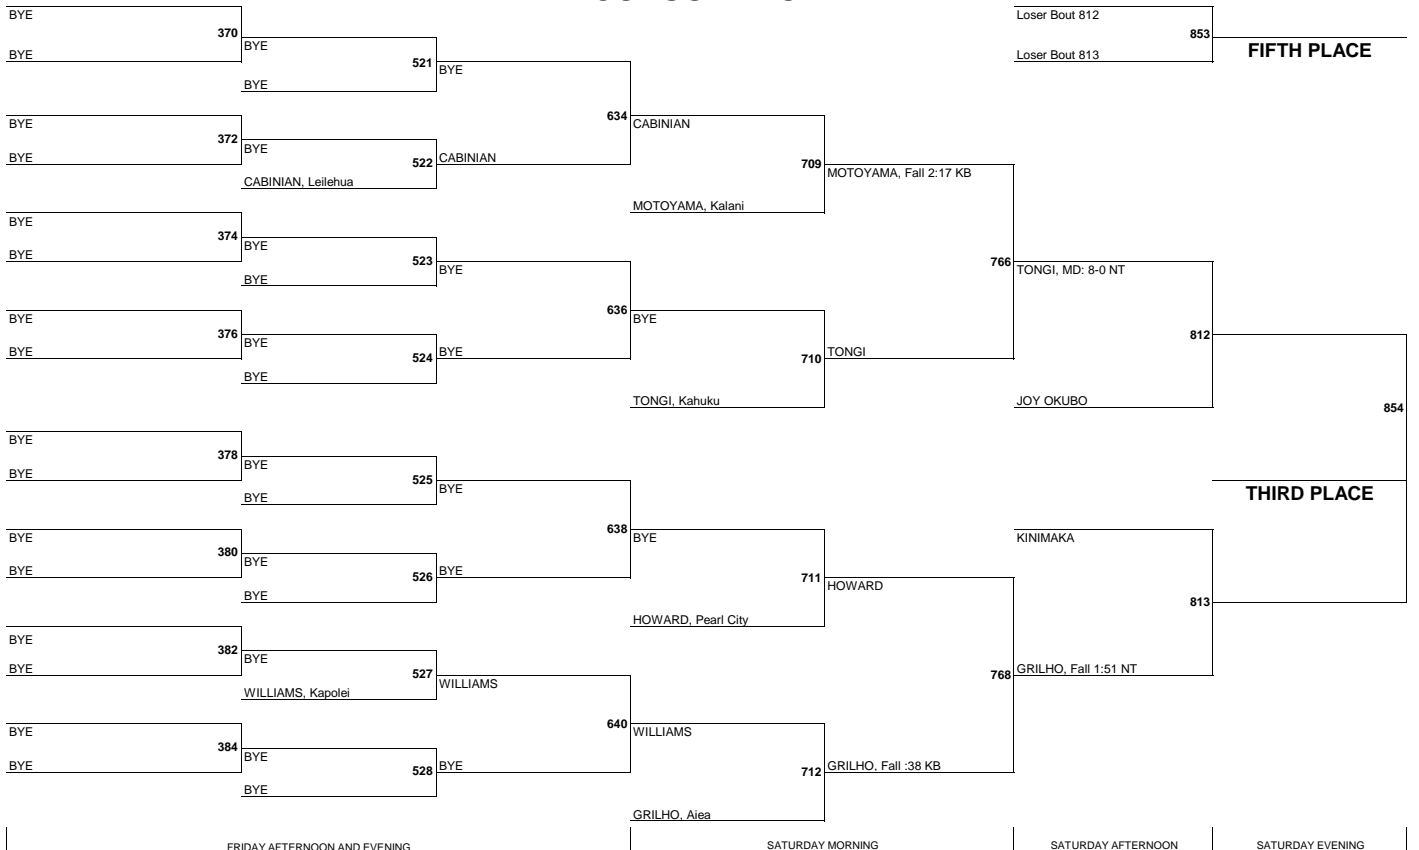 BYE
370
BYE
BYE
521
BYE
BYE
BYE
372
BYE
BYE
522
CABINIAN
CABINIAN, Leilehua
634
CABINIAN
709
MOTOYAMA, Fall 2:17 KB
MOTOYAMA, Kalani
BYE
374
BYE
BYE
523
BYE
BYE
BYE
376
BYE
BYE
524
BYE
BYE
636
BYE
710
TONGI
TONGI, Kahuku
766
TONGI, MD: 8-0 NT
812
JOY OKUBO
BYE
378
BYE
BYE
525
BYE
BYE
BYE
380
BYE
BYE
526
BYE
BYE
638
BYE
711
HOWARD
HOWARD, Pearl City
BYE
382
BYE
BYE
527
WILLIAMS
WILLIAMS, Kapolei
BYE
384
BYE
BYE
528
BYE
BYE
640
WILLIAMS
712
GRILHO, Fall :38 KB
GRILHO, Aiea
768
KINIMAKA
813
GRILHO, Fall 1:51 NT
Loser Bout 812
853
Loser Bout 813
FIFTH PLACE
854
THIRD PLACE
FRIDAY AFTERNOON AND EVENING
SATURDAY MORNING
SATURDAY AFTERNOON
SATURDAY EVENING